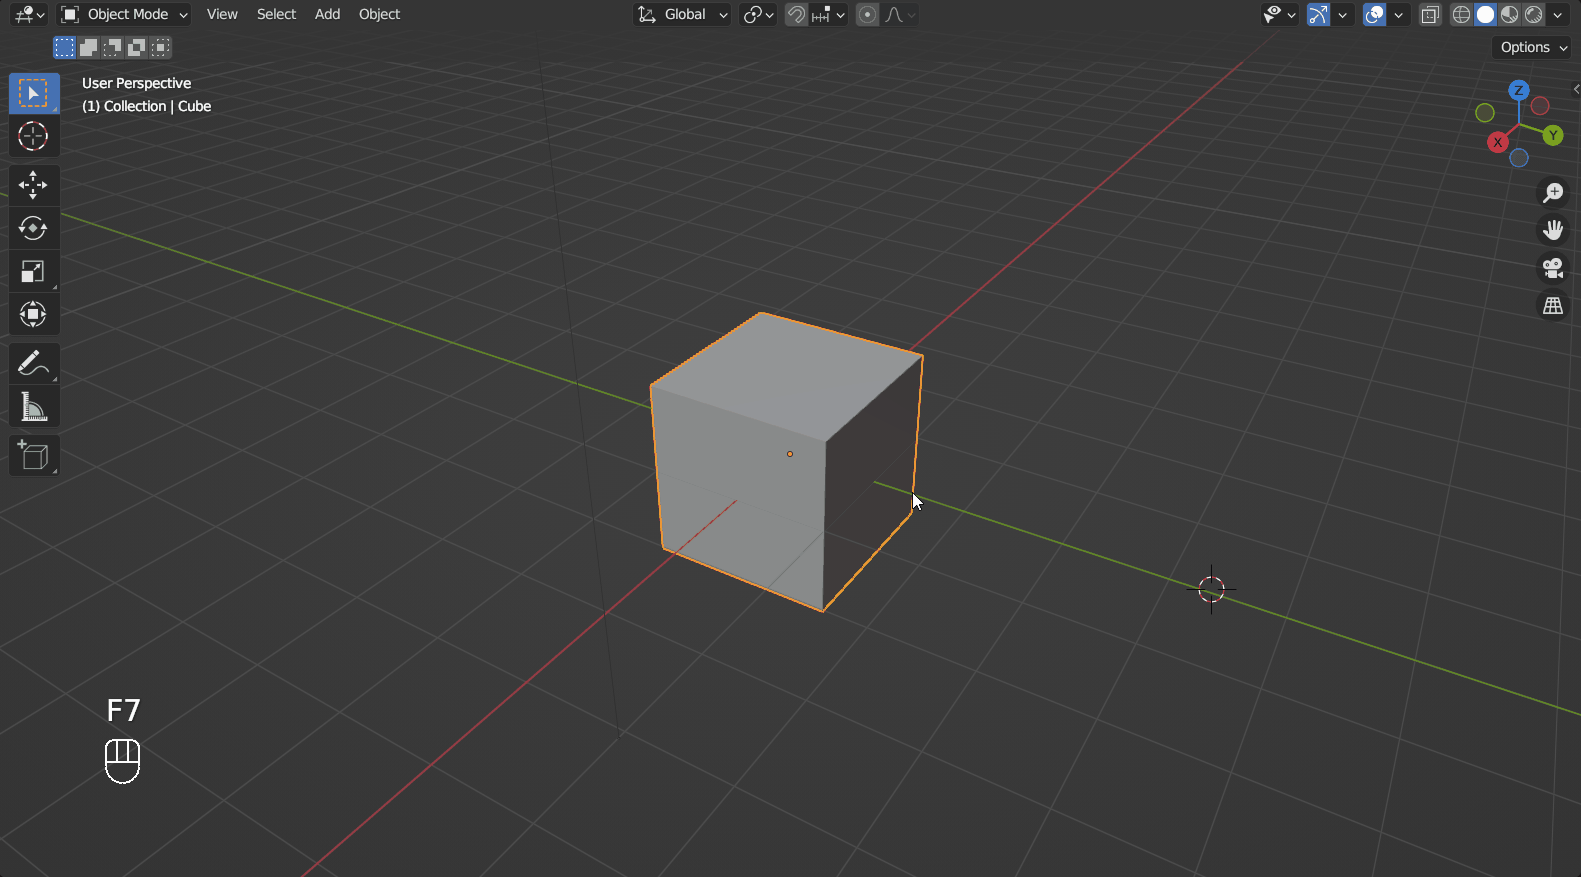 Object Mode View Select Add Object Global
Options
User Perspective
(1) Collection | Cube
Z
Y
X
F7